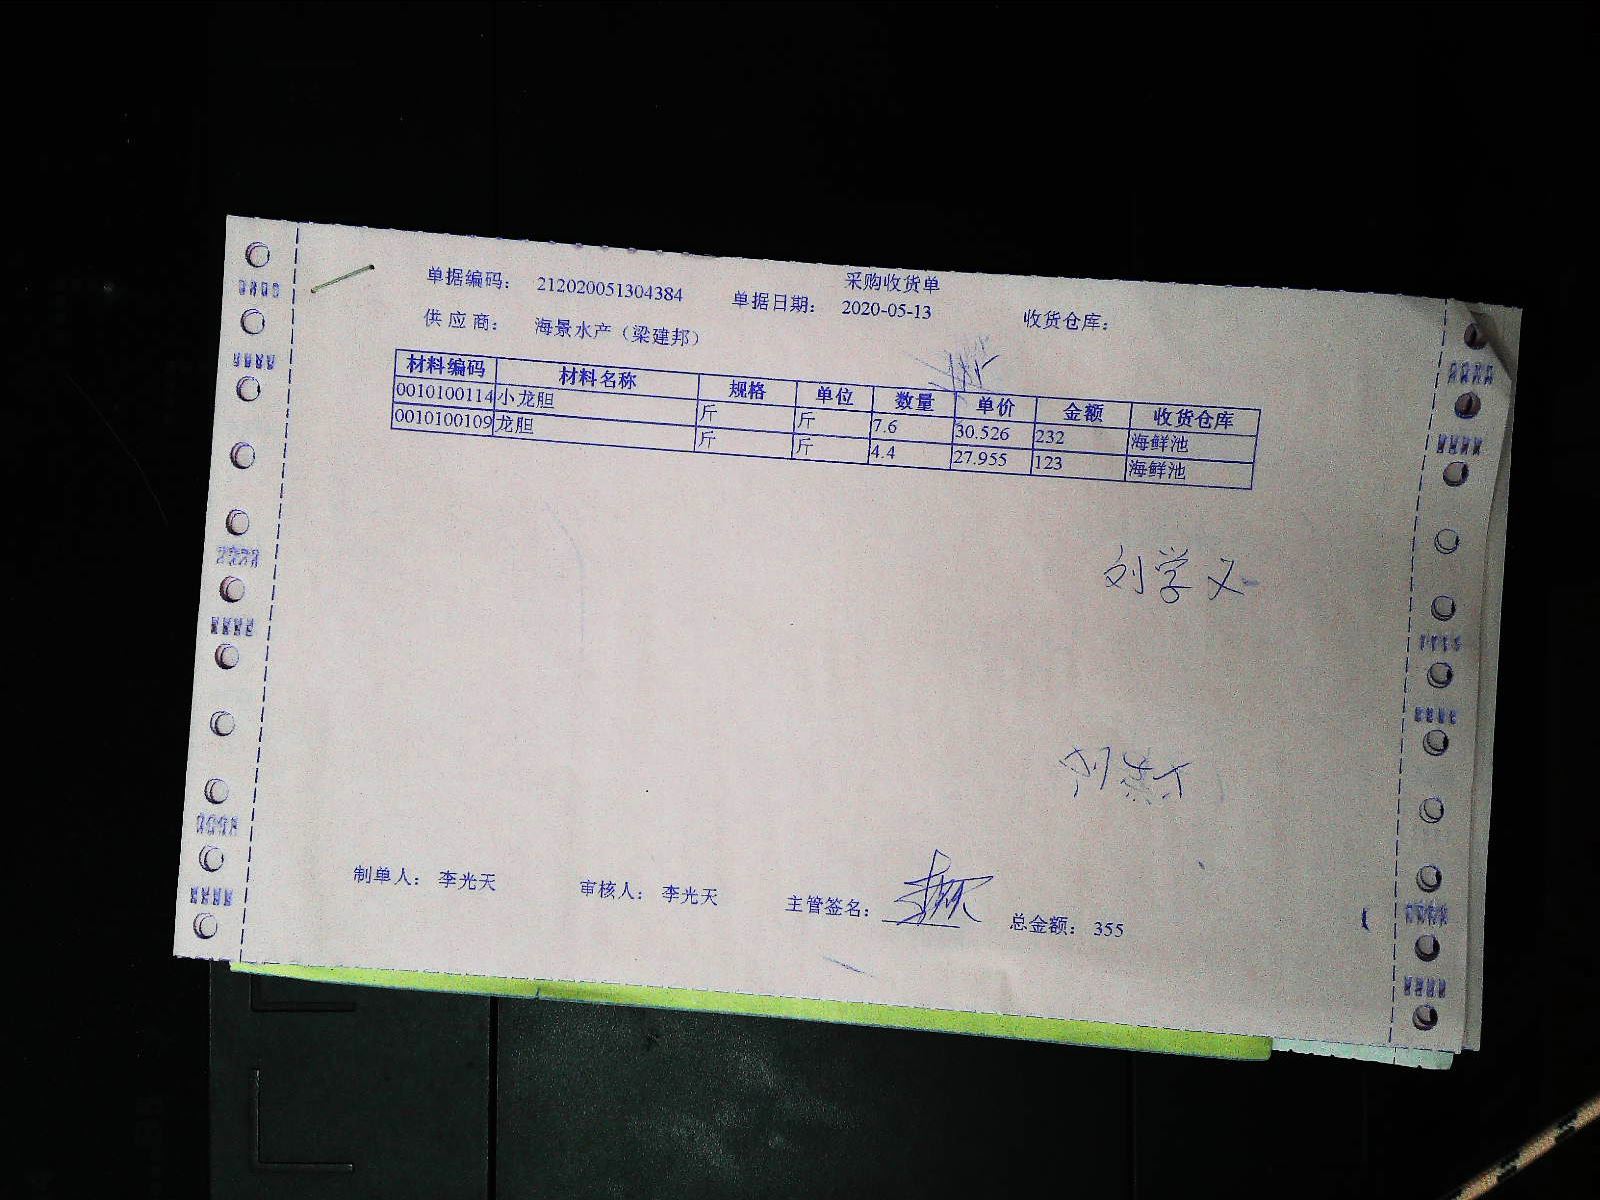 采购收货单
单据编码： 212020051304384 单据日期： 2020-05-13 收货仓库：
供应商： 海景水产（梁建邦）
材料编码 材料名称 规格 单位 数量 单价 金额 收货仓库
0010100114 小龙胆 斤 斤 7.6 30.526 232 海鲜池
0010100109 龙胆 斤 斤 4.4 27.955 123 海鲜池
制单人： 李光天 审核人： 李光天 主管签名： 总金额： 355